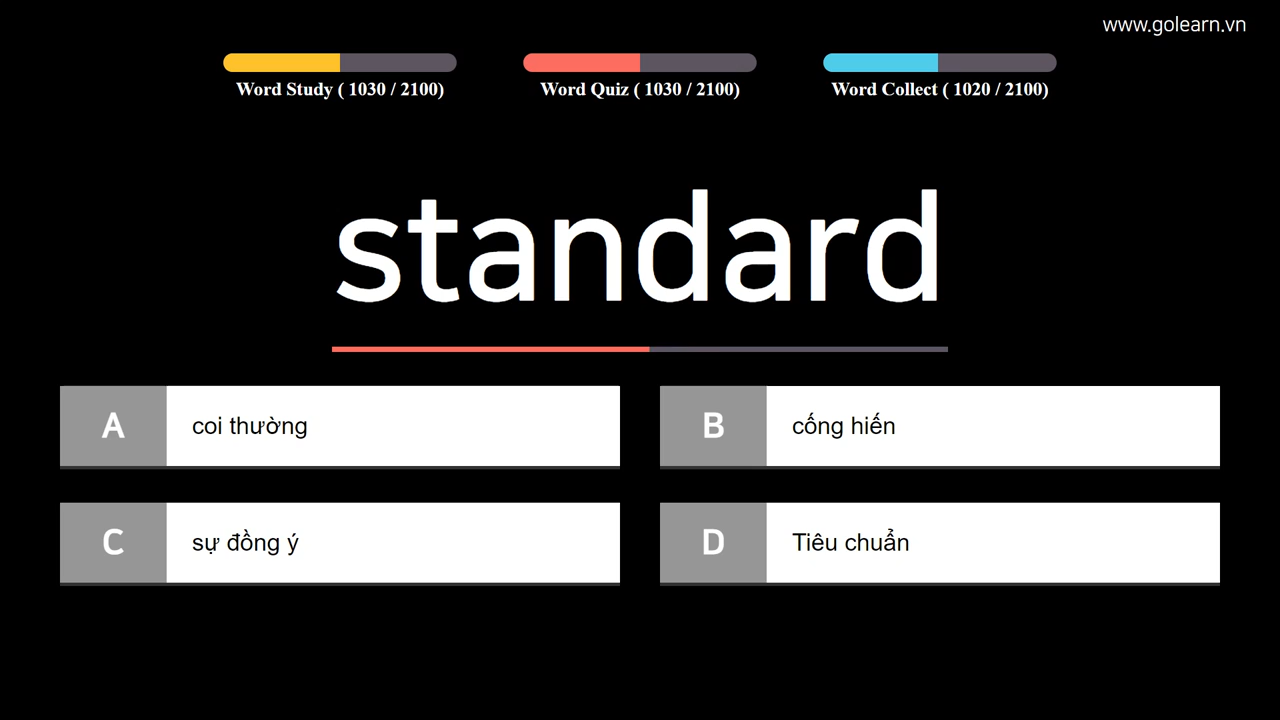 www.golearn.vn
Word Study ( 1030 / 2100)
Word Quiz ( 1030 / 2100)
Word Collect ( 1020 / 2100)
standard
A coi thường
B cống hiến
C sự đồng ý
D Tiêu chuẩn